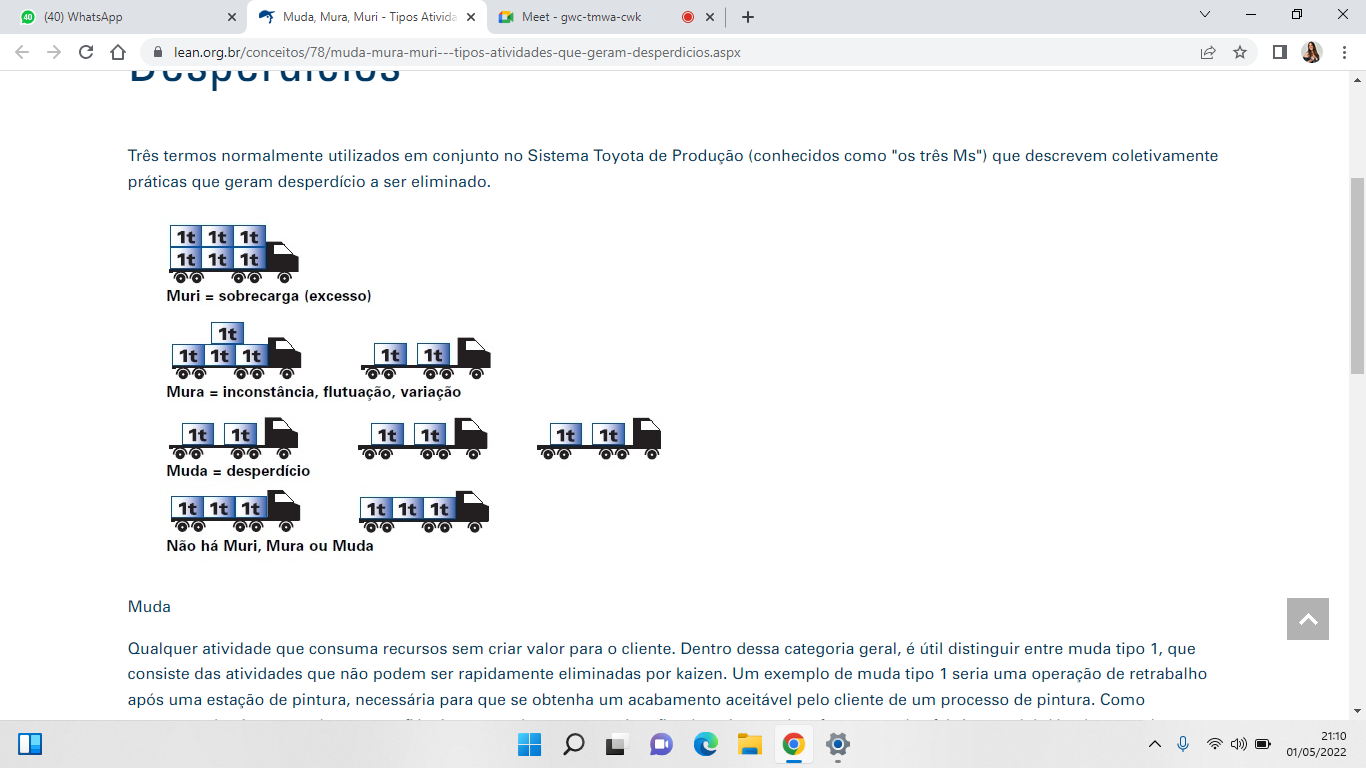 (40) WhatsApp
Muda, Mura, Muri - Tipos Ativida
Meet - gwc-tmwa-cwk
lean.org.br/conceitos/78/muda-mura-muri---tipos-atividades-que-geram-desperdicios.aspx
Desperdícios
Três termos normalmente utilizados em conjunto no Sistema Toyota de Produção (conhecidos como "os três Ms") que descrevem coletivamente
práticas que geram desperdício a ser eliminado.
1t 1t 1t
1t 1t 1t
Muri = sobrecarga (excesso)
1t
1t 1t 1t 1t 1t
Mura = inconstância, flutuação, variação
1t 1t 1t 1t 1t 1t
Muda = desperdício
1t 1t 1t 1t 1t 1t
Não há Muri, Mura ou Muda
Muda
Qualquer atividade que consuma recursos sem criar valor para o cliente. Dentro dessa categoria geral, é útil distinguir entre muda tipo 1, que
consiste das atividades que não podem ser rapidamente eliminadas por kaizen. Um exemplo de muda tipo 1 seria uma operação de retrabalho
após uma estação de pintura, necessária para que se obtenha um acabamento aceitável pelo cliente de um processo de pintura. Como
21:10
01/05/2022